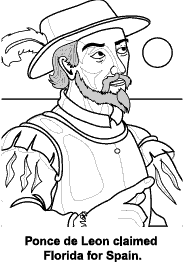 Ponce de Leon claimed
Florida for Spain.